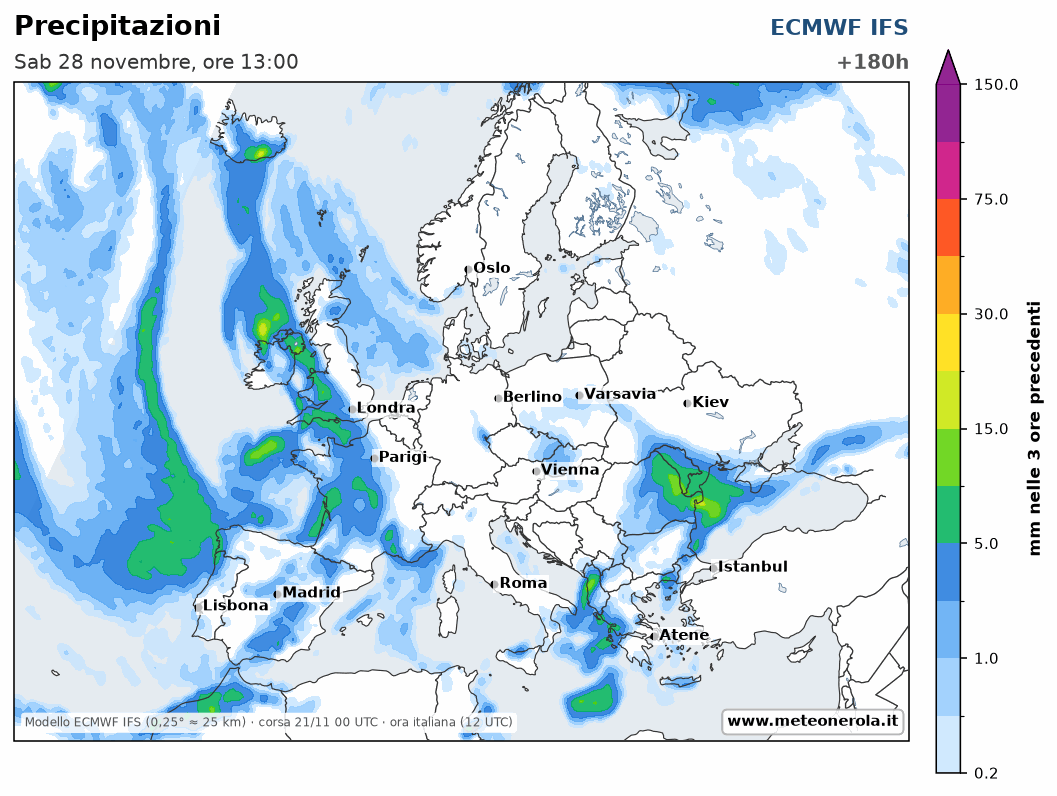 Precipitazioni
ECMWF IFS
Sab 28 novembre, ore 13:00
+180h
150.0
75.0
30.0
15.0
5.0
1.0
0.2
mm nelle 3 ore precedenti
Oslo
Berlino
Varsavia
Kiev
Londra
Parigi
Vienna
Istanbul
Roma
Madrid
Lisbona
Atene
Modello ECMWF IFS (0,25° ≈ 25 km) · corsa 21/11 00 UTC · ora italiana (12 UTC)
www.meteonerola.it